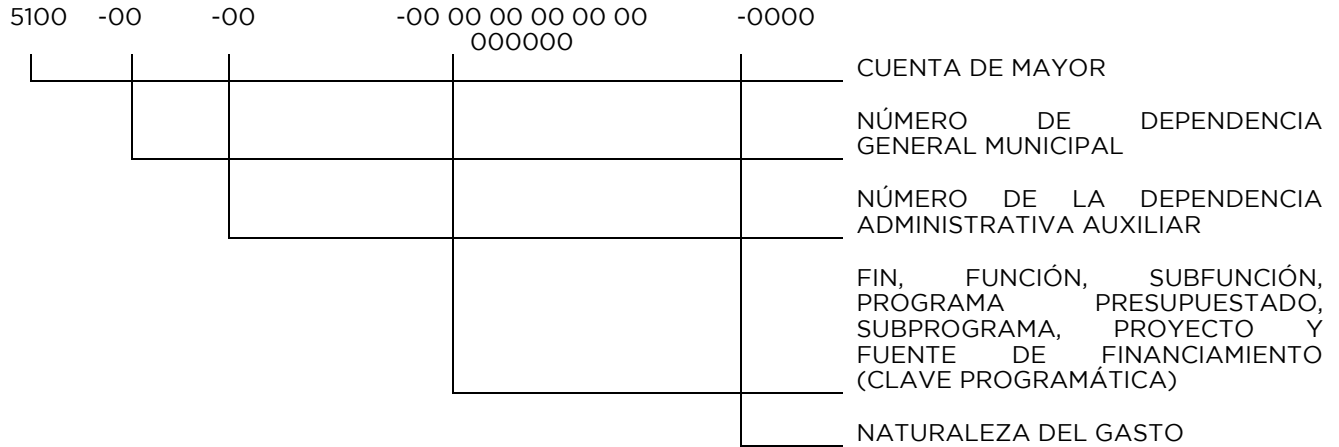 5100 -00 -00 -00 00 00 00 00 00 -0000
000000
CUENTA DE MAYOR
NÚMERO DE DEPENDENCIA
GENERAL MUNICIPAL
NÚMERO DE LA DEPENDENCIA
ADMINISTRATIVA AUXILIAR
FIN, FUNCIÓN, SUBFUNCIÓN,
PROGRAMA PRESUPUESTADO,
SUBPROGRAMA, PROYECTO Y
FUENTE DE FINANCIAMIENTO
(CLAVE PROGRAMÁTICA)
NATURALEZA DEL GASTO